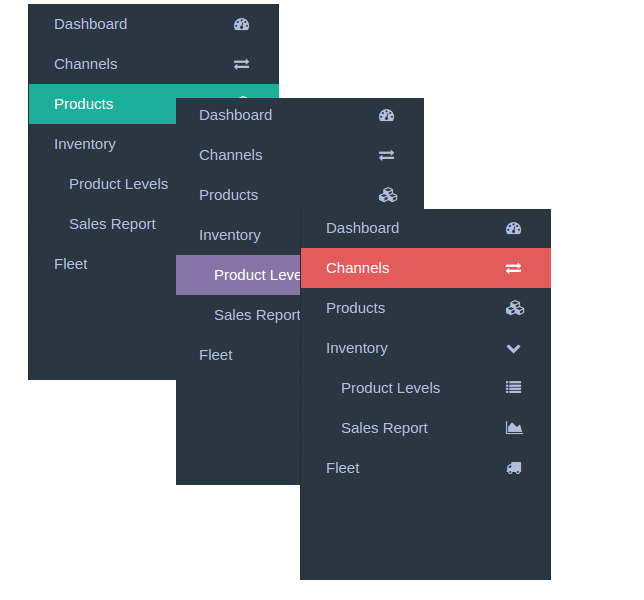 Dashboard
Channels
Products
Inventory
Product Levels
Sales Report
Fleet
Dashboard
Channels
Products
Inventory
Product Leve
Sales Report
Fleet
Dashboard
Channels
Products
Inventory
Product Levels
Sales Report
Fleet